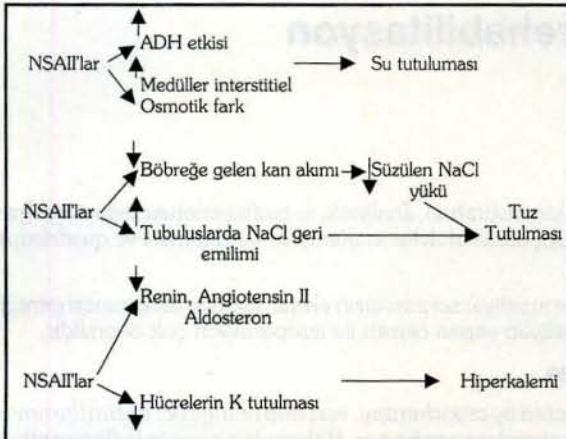 rehabilitasyon
NSAII'lar
ADH etkisi
Medüller interstitiel
Osmotik fark
Su tutuluması
NSAII'lar
Böbreğe gelen kan akımı
Süzülen NaCl
yükü
Tubuluslarda NaCl geri
emilimi
Tuz
Tutulması
Renin, Angiotensin II
Aldosteron
NSAII'lar
Hücrelerin K tutulması
Hiperkalemi